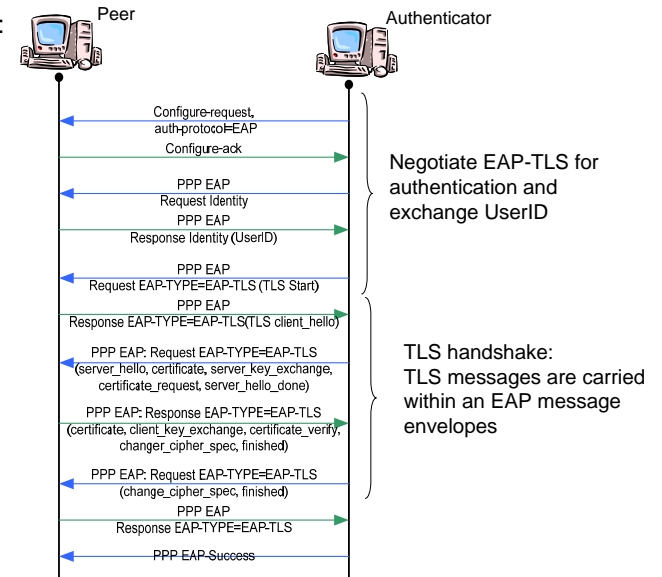 :
Peer
Authenticator
Configure-request,
auth-protocol=EAP
Configure-ack
PPP EAP
Request Identity
PPP EAP
Response Identity (UserID)
PPP EAP
Request EAP-TYPE=EAP-TLS (TLS Start)
Negotiate EAP-TLS for
authentication and
exchange UserID
PPP EAP
Response EAP-TYPE=EAP-TLS(TLS client_hello)
PPP EAP: Request EAP-TYPE=EAP-TLS
(server_hello, certificate, server_key_exchange,
certificate_request, server_hello_done)
PPP EAP: Response EAP-TYPE=EAP-TLS
(certificate, client_key_exchange, certificate_verify,
changer_cipher_spec, finished)
PPP EAP: Request EAP-TYPE=EAP-TLS
(change_cipher_spec, finished)
TLS handshake:
TLS messages are carried
within an EAP message
envelopes
PPP EAP
Response EAP-TYPE=EAP-TLS
PPP EAP-Success